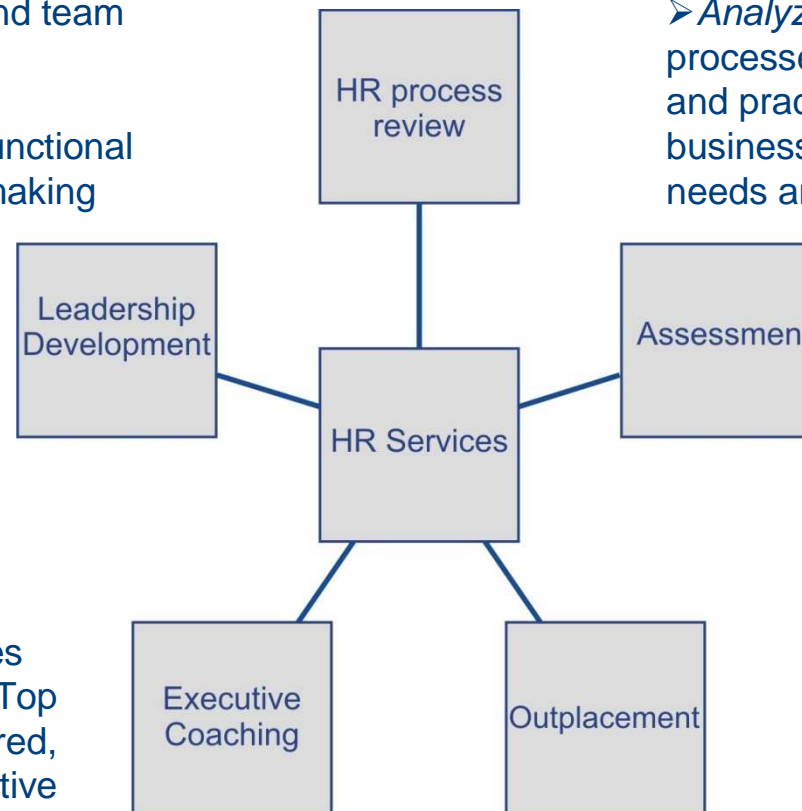 nd team
unctional
making
➢Analyz
processe
and prac
business
needs ar
HR process
review
Leadership
Development
Assessmen
HR Services
es
Top
red,
tive
Executive
Coaching
Outplacement